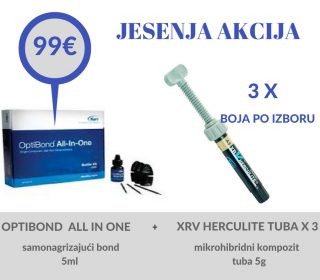 JESENJA AKCIJA
99€
3 X
BOJA PO IZBORU
Kerr
OptiBond All-In-One
OPTIBOND ALL IN ONE
samonagrizajući bond
5ml
+
XRV HERCULITE TUBA X 3
mikrohibridni kompozit
tuba 5g